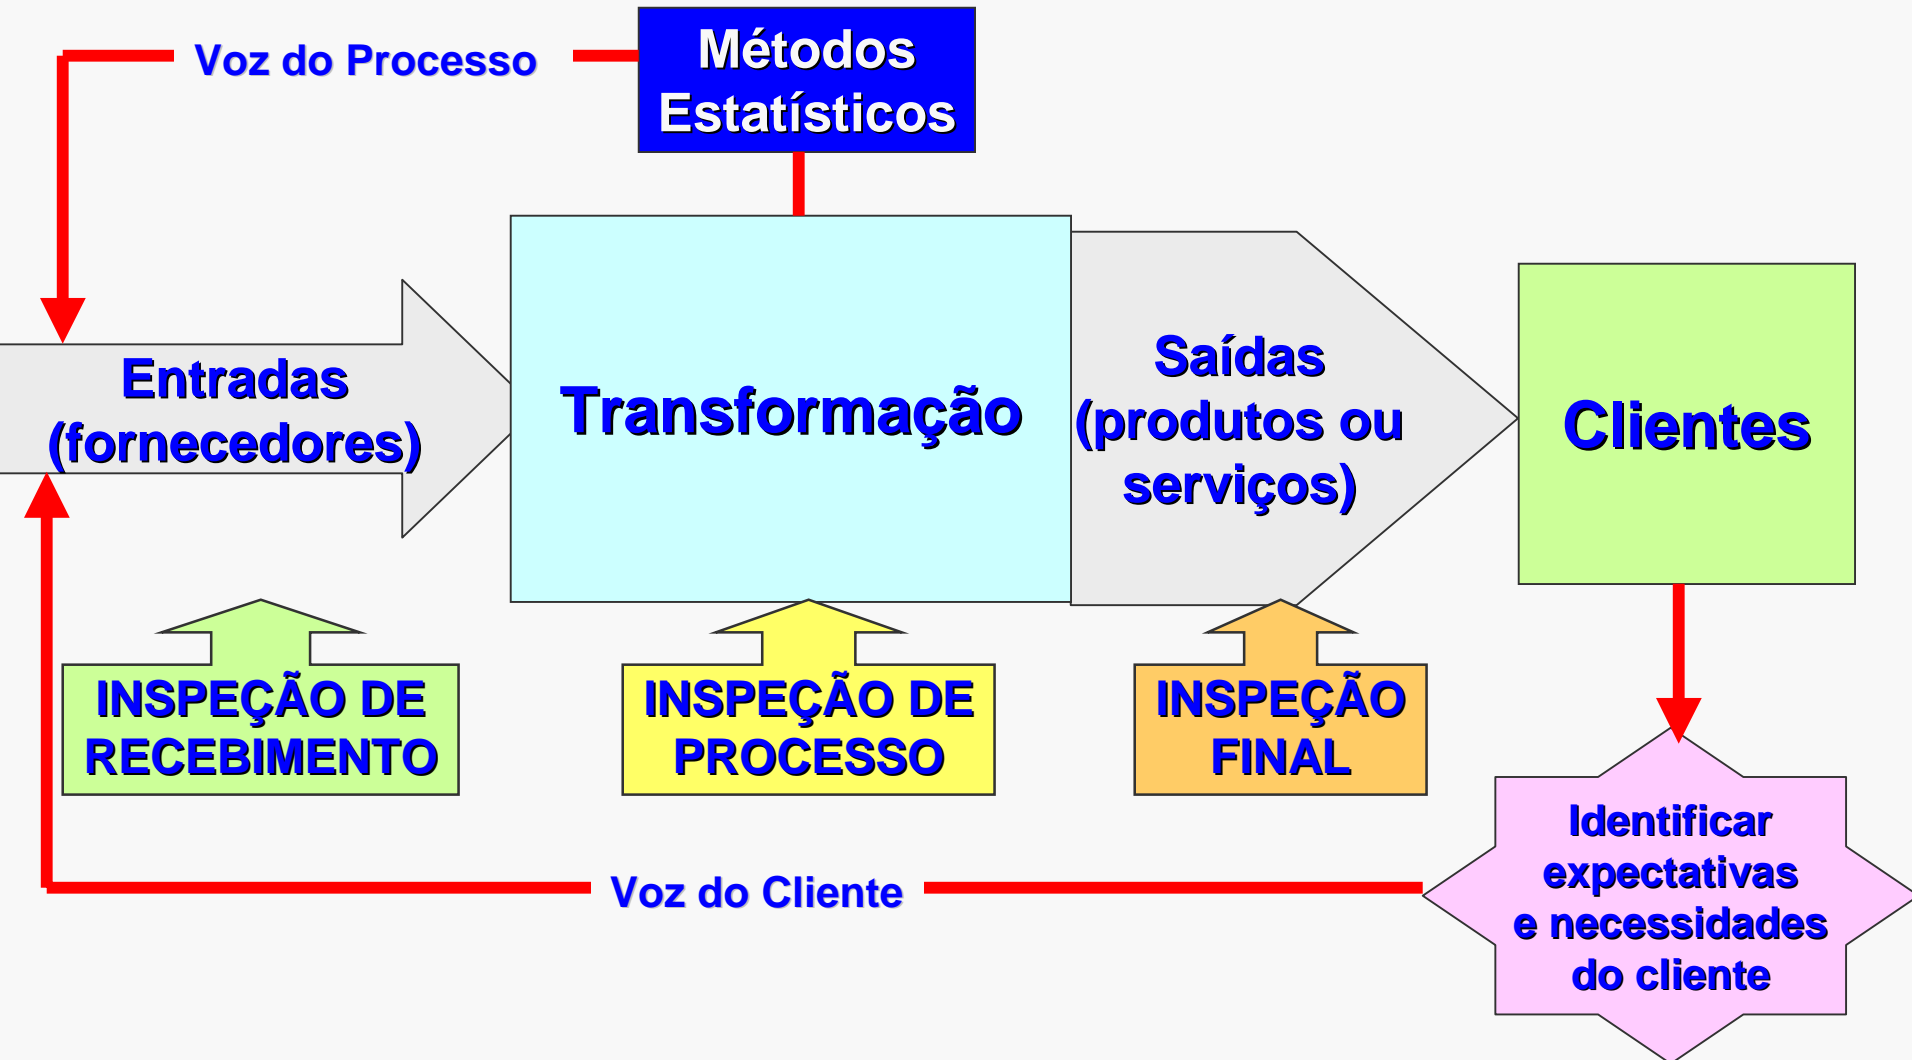 Voz do Processo
Métodos
Estatísticos
Entradas
(fornecedores)
Transformação
Saídas
(produtos ou
serviços)
Clientes
INSPEÇÃO DE
RECEBIMENTO
INSPEÇÃO DE
PROCESSO
INSPEÇÃO
FINAL
Voz do Cliente
Identificar
expectativas
e necessidades
do cliente